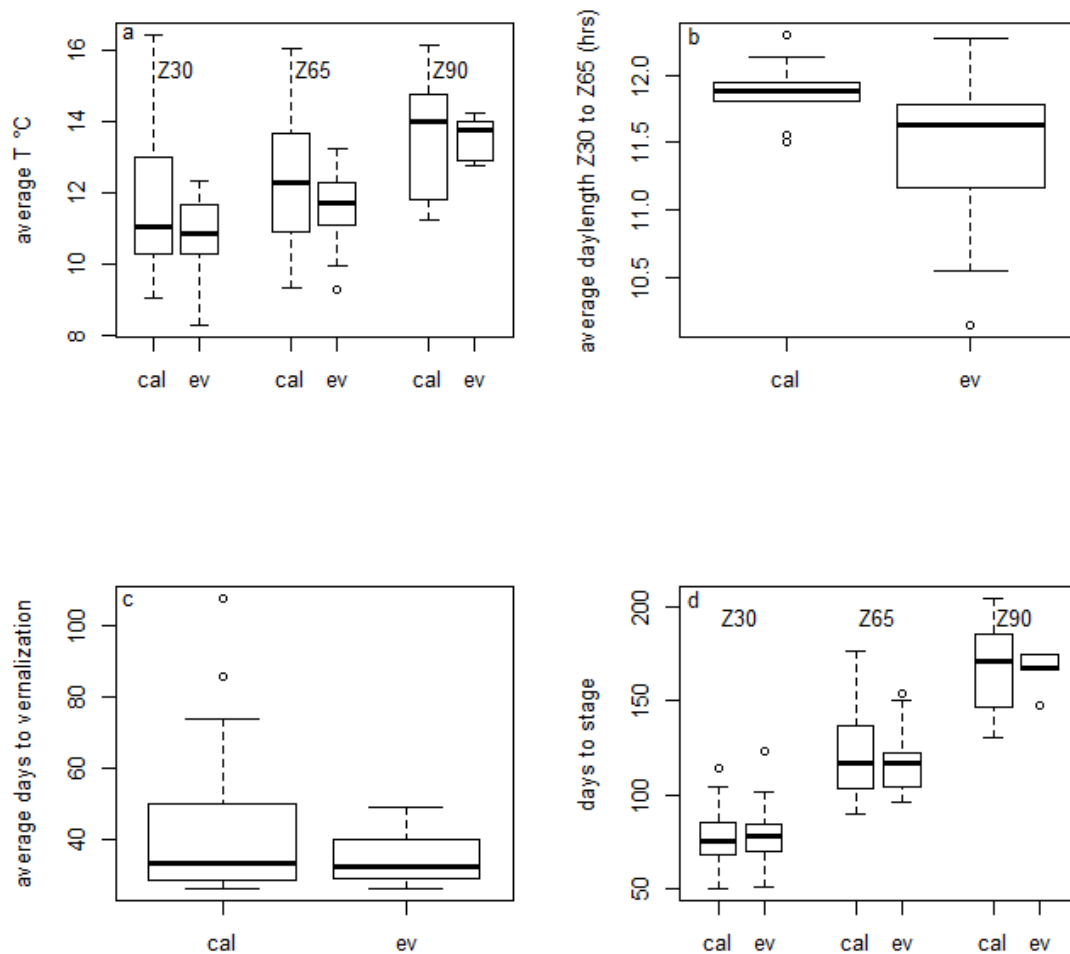 a
Z30
Z65
Z90
average T °C
8
10
12
14
16
cal
ev
cal
ev
cal
ev
b
average daylength Z30 to Z65 (hrs)
10.5
11.0
11.5
12.0
cal
ev
c
average days to vernalization
40
60
80
100
cal
ev
d
Z30
Z65
Z90
days to stage
50
100
150
200
cal
ev
cal
ev
cal
ev